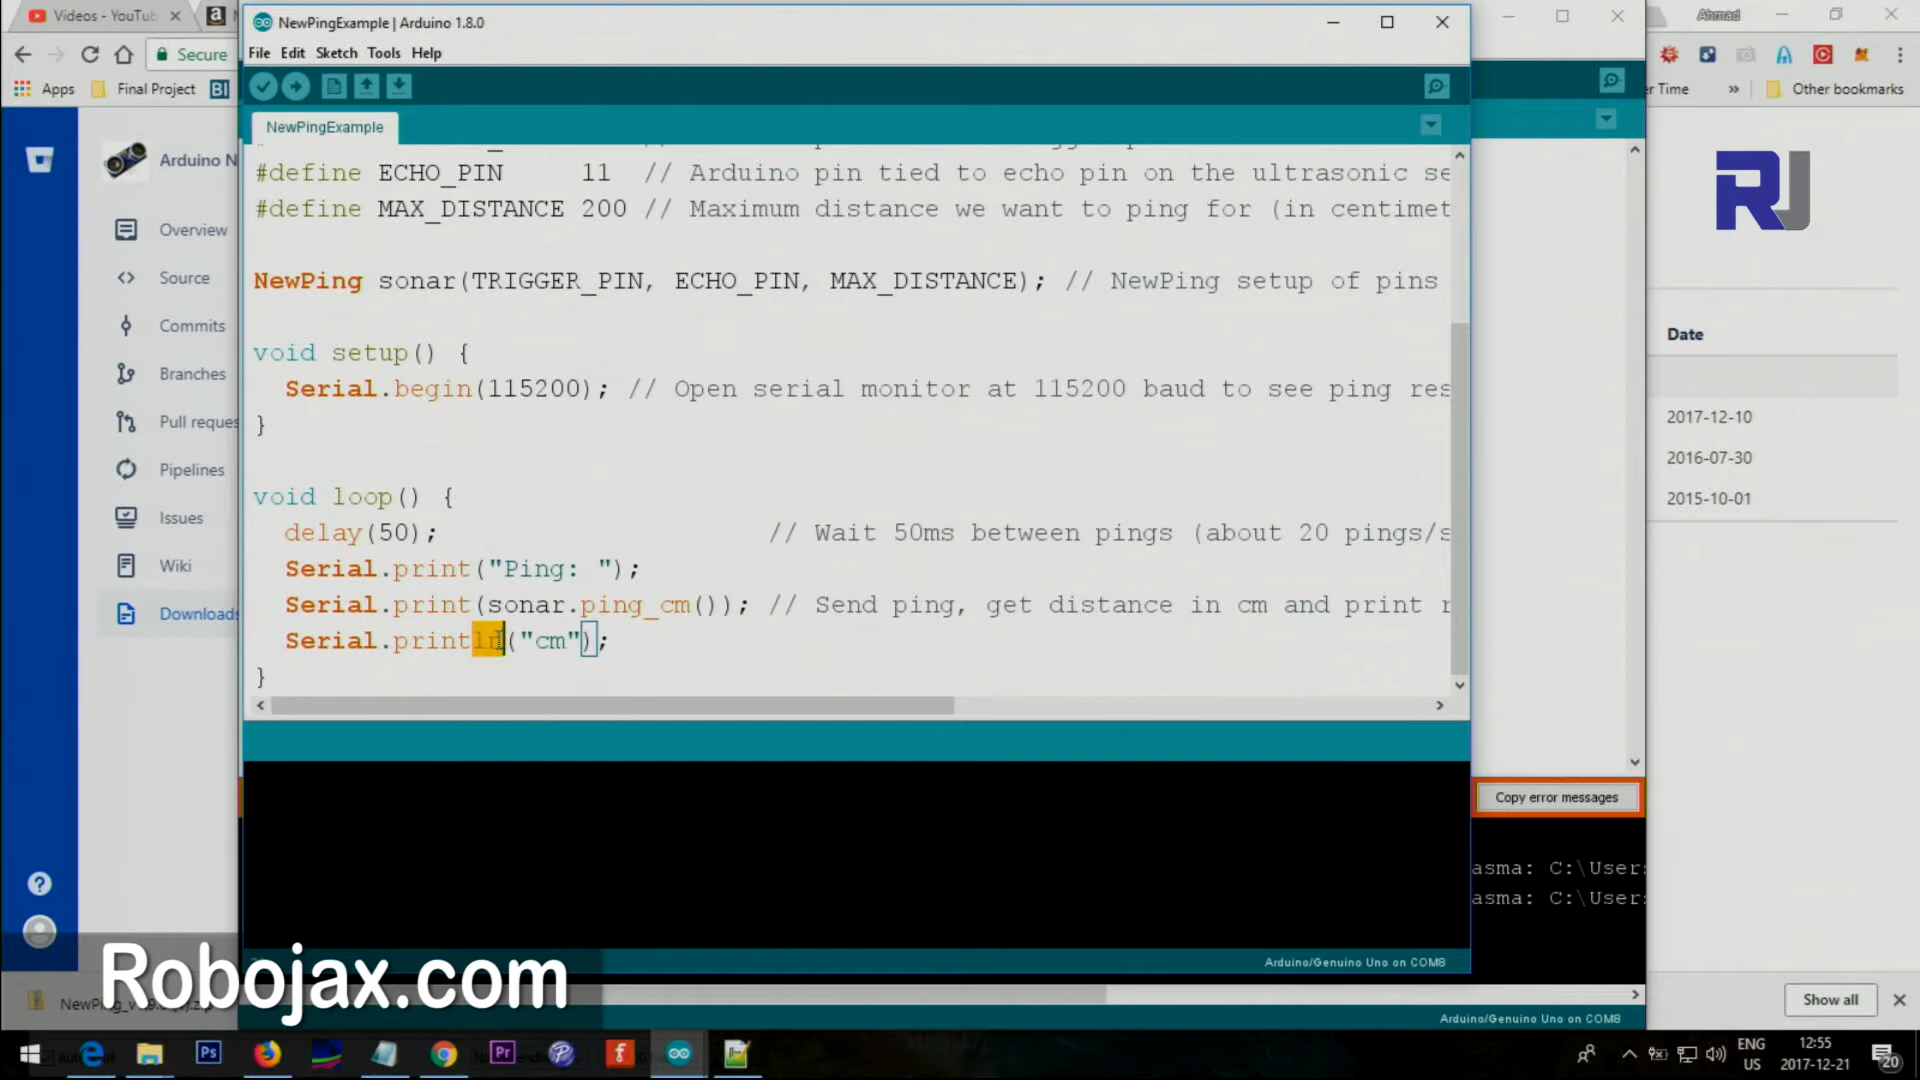 Videos - YouTub
NewPingExample | Arduino 1.8.0
Ahmad
File Edit Sketch Tools Help
Secure
Apps Final Project
er Time » Other bookmarks
NewPingExample
Arduino N
Overview
Source
Commits
Branches
Pull reque
Pipelines
Issues
Wiki
Downloads
#define ECHO_PIN 11 // Arduino pin tied to echo pin on the ultrasonic se
#define MAX_DISTANCE 200 // Maximum distance we want to ping for (in centimet
NewPing sonar(TRIGGER_PIN, ECHO_PIN, MAX_DISTANCE); // NewPing setup of pins
void setup() {
Serial.begin(115200); // Open serial monitor at 115200 baud to see ping res
}
void loop() {
delay(50); // Wait 50ms between pings (about 20 pings/s
Serial.print("Ping: ");
Serial.print(sonar.ping_cm()); // Send ping, get distance in cm and print r
Serial.println("cm");
}
RJ
Date
2017-12-10
2016-07-30
2015-10-01
Copy error messages
asma: C:\User
asma: C:\User
Arduino/Genuino Uno on COM8
Robojax.com
Show all
Arduino/Genuino Uno on COM8
ENG
US
12:55
2017-12-21
20